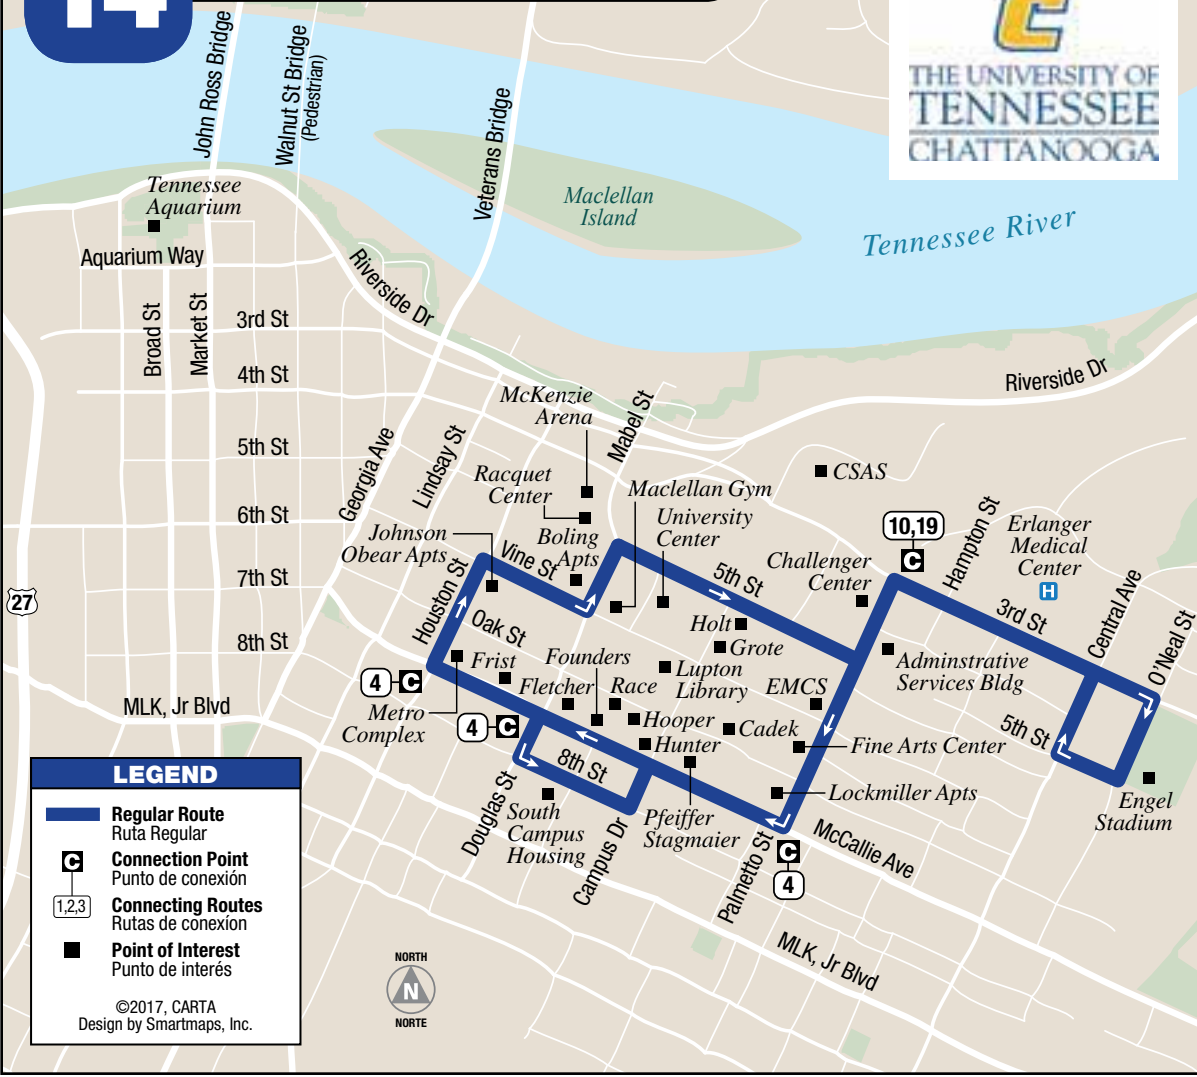 14
THE UNIVERSITY OF
TENNESSEE
CHATTANOOGA
John Ross Bridge
Walnut St Bridge
(Pedestrian)
Veterans Bridge
Tennessee
Aquarium
Maclellan
Island
Tennessee River
Aquarium Way
Riverside Dr
Broad St
Market St
3rd St
4th St
Riverside Dr
McKenzie
Arena
Mabel St
5th St
Georgia Ave
Lindsay St
CSAS
Racquet
Center
Maclellan Gym
University
Center
6th St
10,19
C
Hampton St
Erlanger
Medical
Center
H
Johnson
Obear Apts
Boling
Apts
Vine St
5th St
Challenger
Center
7th St
27
Houston St
3rd St
Central Ave
O'Neal St
Oak St
Holt
Grote
8th St
Frist
Founders
Lupton
Library
Adminstrative
Services Bldg
4
C
Fletcher
Race
EMCS
MLK, Jr Blvd
Metro
Complex
4
C
Hooper
Hunter
Cadek
Fine Arts Center
5th St
8th St
Douglas St
South
Campus
Housing
Campus Dr
Pfeiffer
Stagmaier
Lockmiller Apts
Engel
Stadium
McCallie Ave
Palmetto St
C
4
MLK, Jr Blvd
LEGEND
Regular Route
Ruta Regular
C
Connection Point
Punto de conexión
1,2,3
Connecting Routes
Rutas de conexíon
Point of Interest
Punto de interés
©2017, CARTA
Design by Smartmaps, Inc.
NORTH
N
NORTE